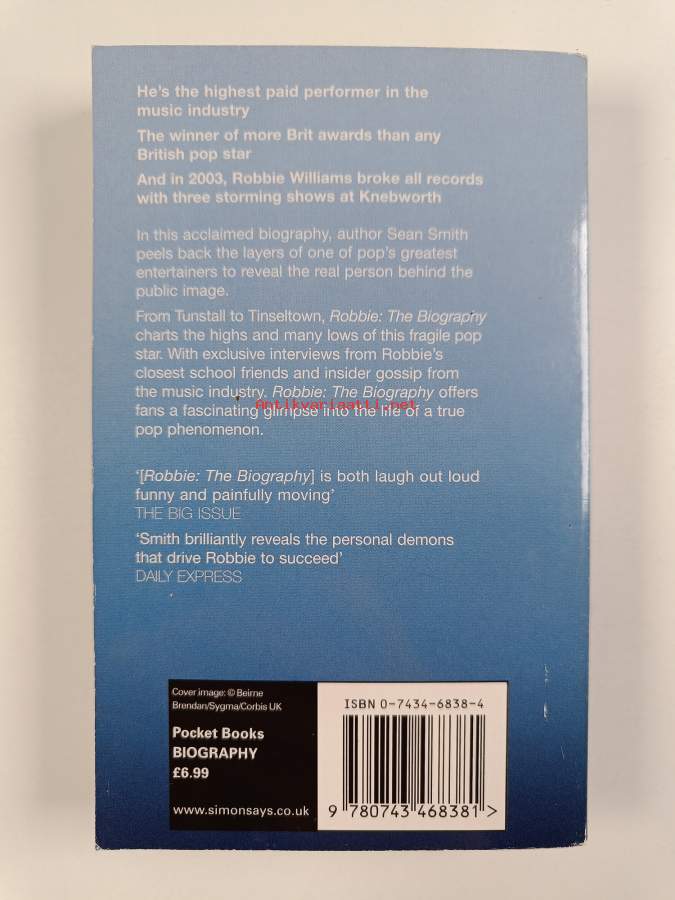 He's the highest paid performer in the
music industry
The winner of more Brit awards than any
British pop star
And in 2003, Robbie Williams broke all records
with three storming shows at Knebworth
In this acclaimed biography, author Sean Smith
peels back the layers of one of pop's greatest
entertainers to reveal the real person behind the
public image.
From Tunstall to Tinseltown, Robbie: The Biography
charts the highs and many lows of this fragile pop
star. With exclusive interviews from Robbie's
closest school friends and insider gossip from
the music industry, Robbie: The Biography offers
fans a fascinating glimpse into the life of a true
Antikvariaatti.net
pop phenomenon.
'[Robbie: The Biography] is both laugh out loud
funny and painfully moving'
THE BIG ISSUE
'Smith brilliantly reveals the personal demons
that drive Robbie to succeed'
DAILY EXPRESS
Cover image: © Beirne
Brendan/Sygma/Corbis UK
Pocket Books
BIOGRAPHY
£6.99
www.simonsays.co.uk
ISBN 0-7434-6838-4
9 780743 468381 >